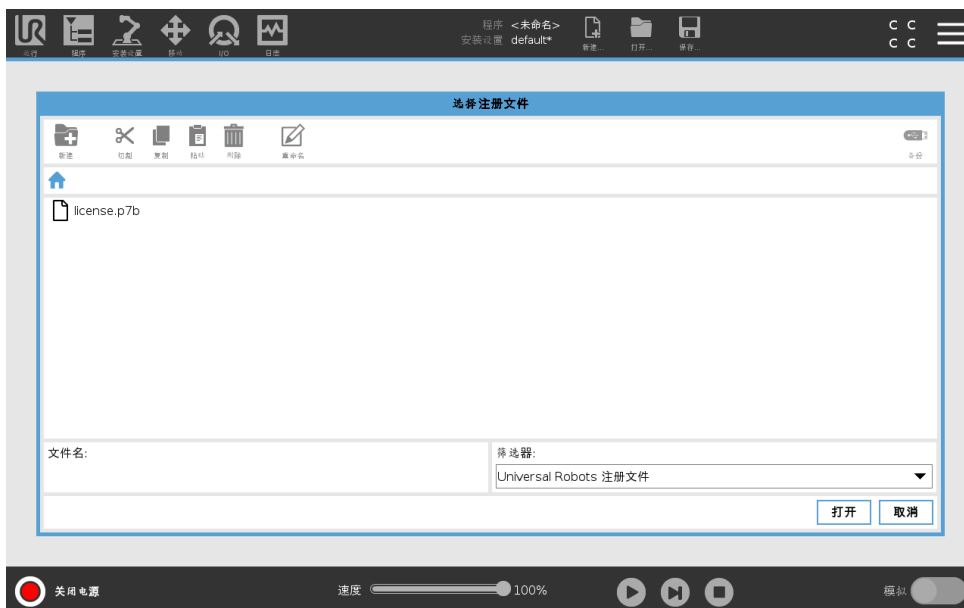 UR
运行
程序
安装设置
移动
I/O
日志
程序 <未命名>
安装设置 default*
新建...
打开...
保存...
C C
C C
选择注册文件
新建
切割
复制
粘贴
删除
重命名
备份
license.p7b
文件名:
筛选器:
Universal Robots 注册文件
打开
取消
关闭电源
速度
100%
模拟